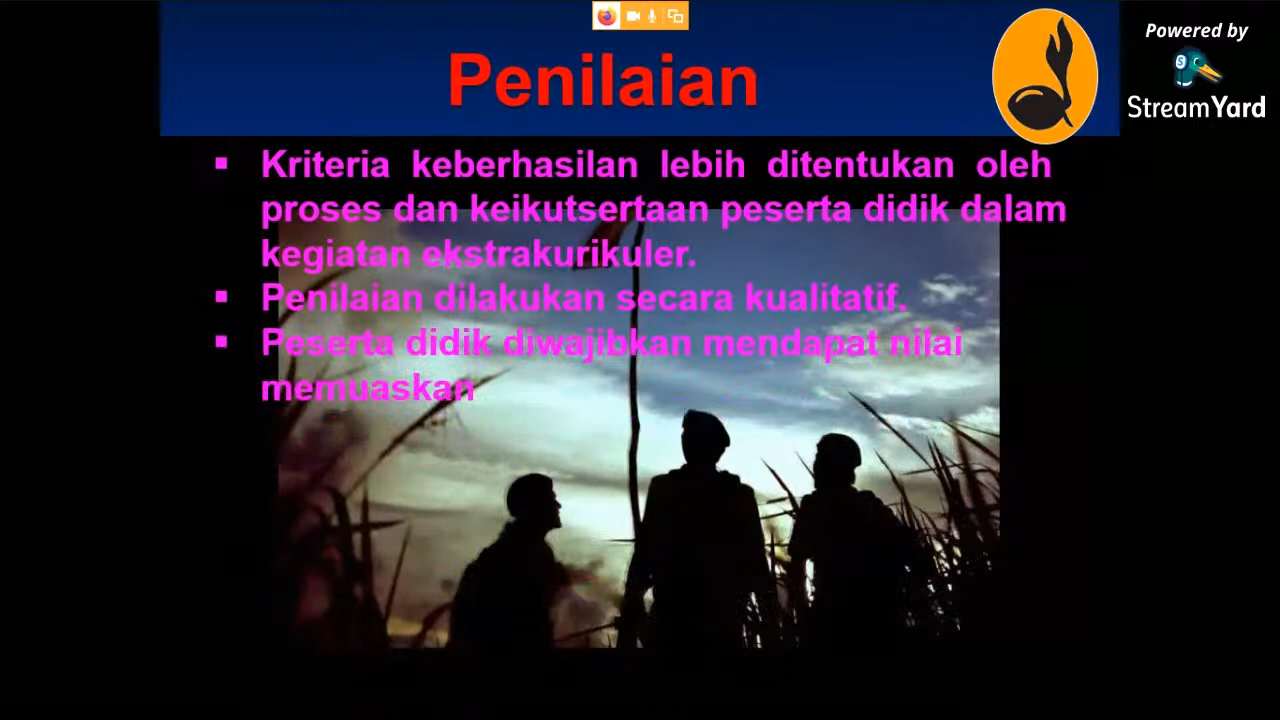 Penilaian
Powered by
StreamYard
▪ Kriteria keberhasilan lebih ditentukan oleh
proses dan keikutsertaan peserta didik dalam
kegiatan ekstrakurikuler.
▪ Penilaian dilakukan secara kualitatif.
▪ Peserta didik diwajibkan mendapat nilai
memuaskan